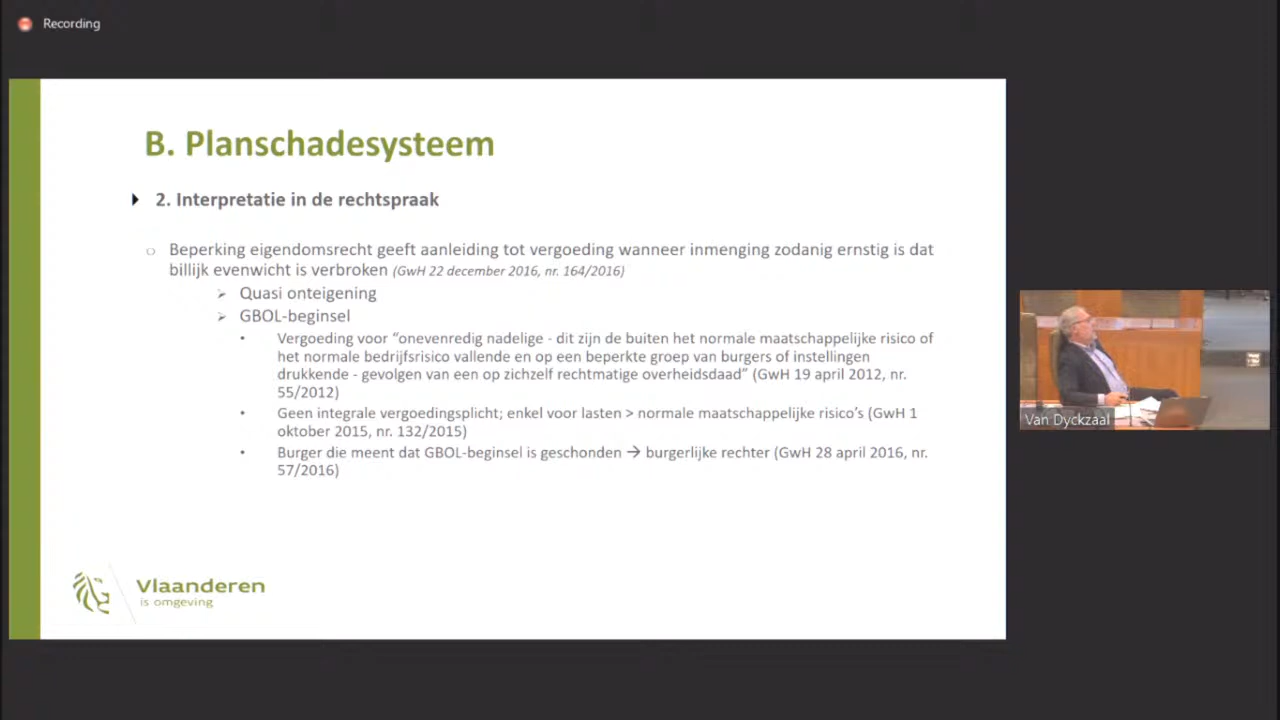 Recording
B. Planschadesysteem
2. Interpretatie in de rechtspraak
Beperking eigendomsrecht geeft aanleiding tot vergoeding wanneer inmenging zodanig ernstig is dat
billijk evenwicht is verbroken (GwH 22 december 2016, nr. 164/2016)
Quasi onteigening
GBOL-beginsel
Vergoeding voor “onevenredig nadelige - dit zijn de buiten het normale maatschappelijke risico of
het normale bedrijfsrisico vallende en op een beperkte groep van burgers of instellingen
drukkende - gevolgen van een op zichzelf rechtmatige overheidsdaad” (GwH 19 april 2012, nr.
55/2012)
Geen integrale vergoedingsplicht; enkel voor lasten > normale maatschappelijke risico’s (GwH 1
oktober 2015, nr. 132/2015)
Burger die meent dat GBOL-beginsel is geschonden → burgerlijke rechter (GwH 28 april 2016, nr.
57/2016)
Van Dyckzaal
Vlaanderen
is omgeving